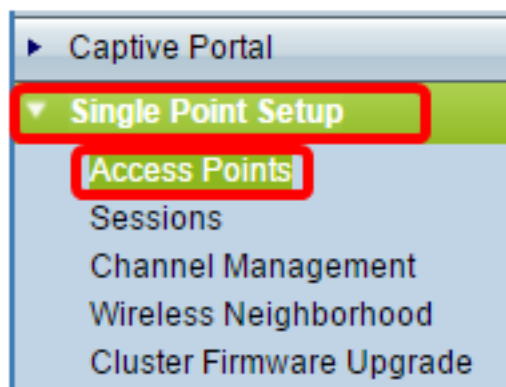 Captive Portal
Single Point Setup
Access Points
Sessions
Channel Management
Wireless Neighborhood
Cluster Firmware Upgrade